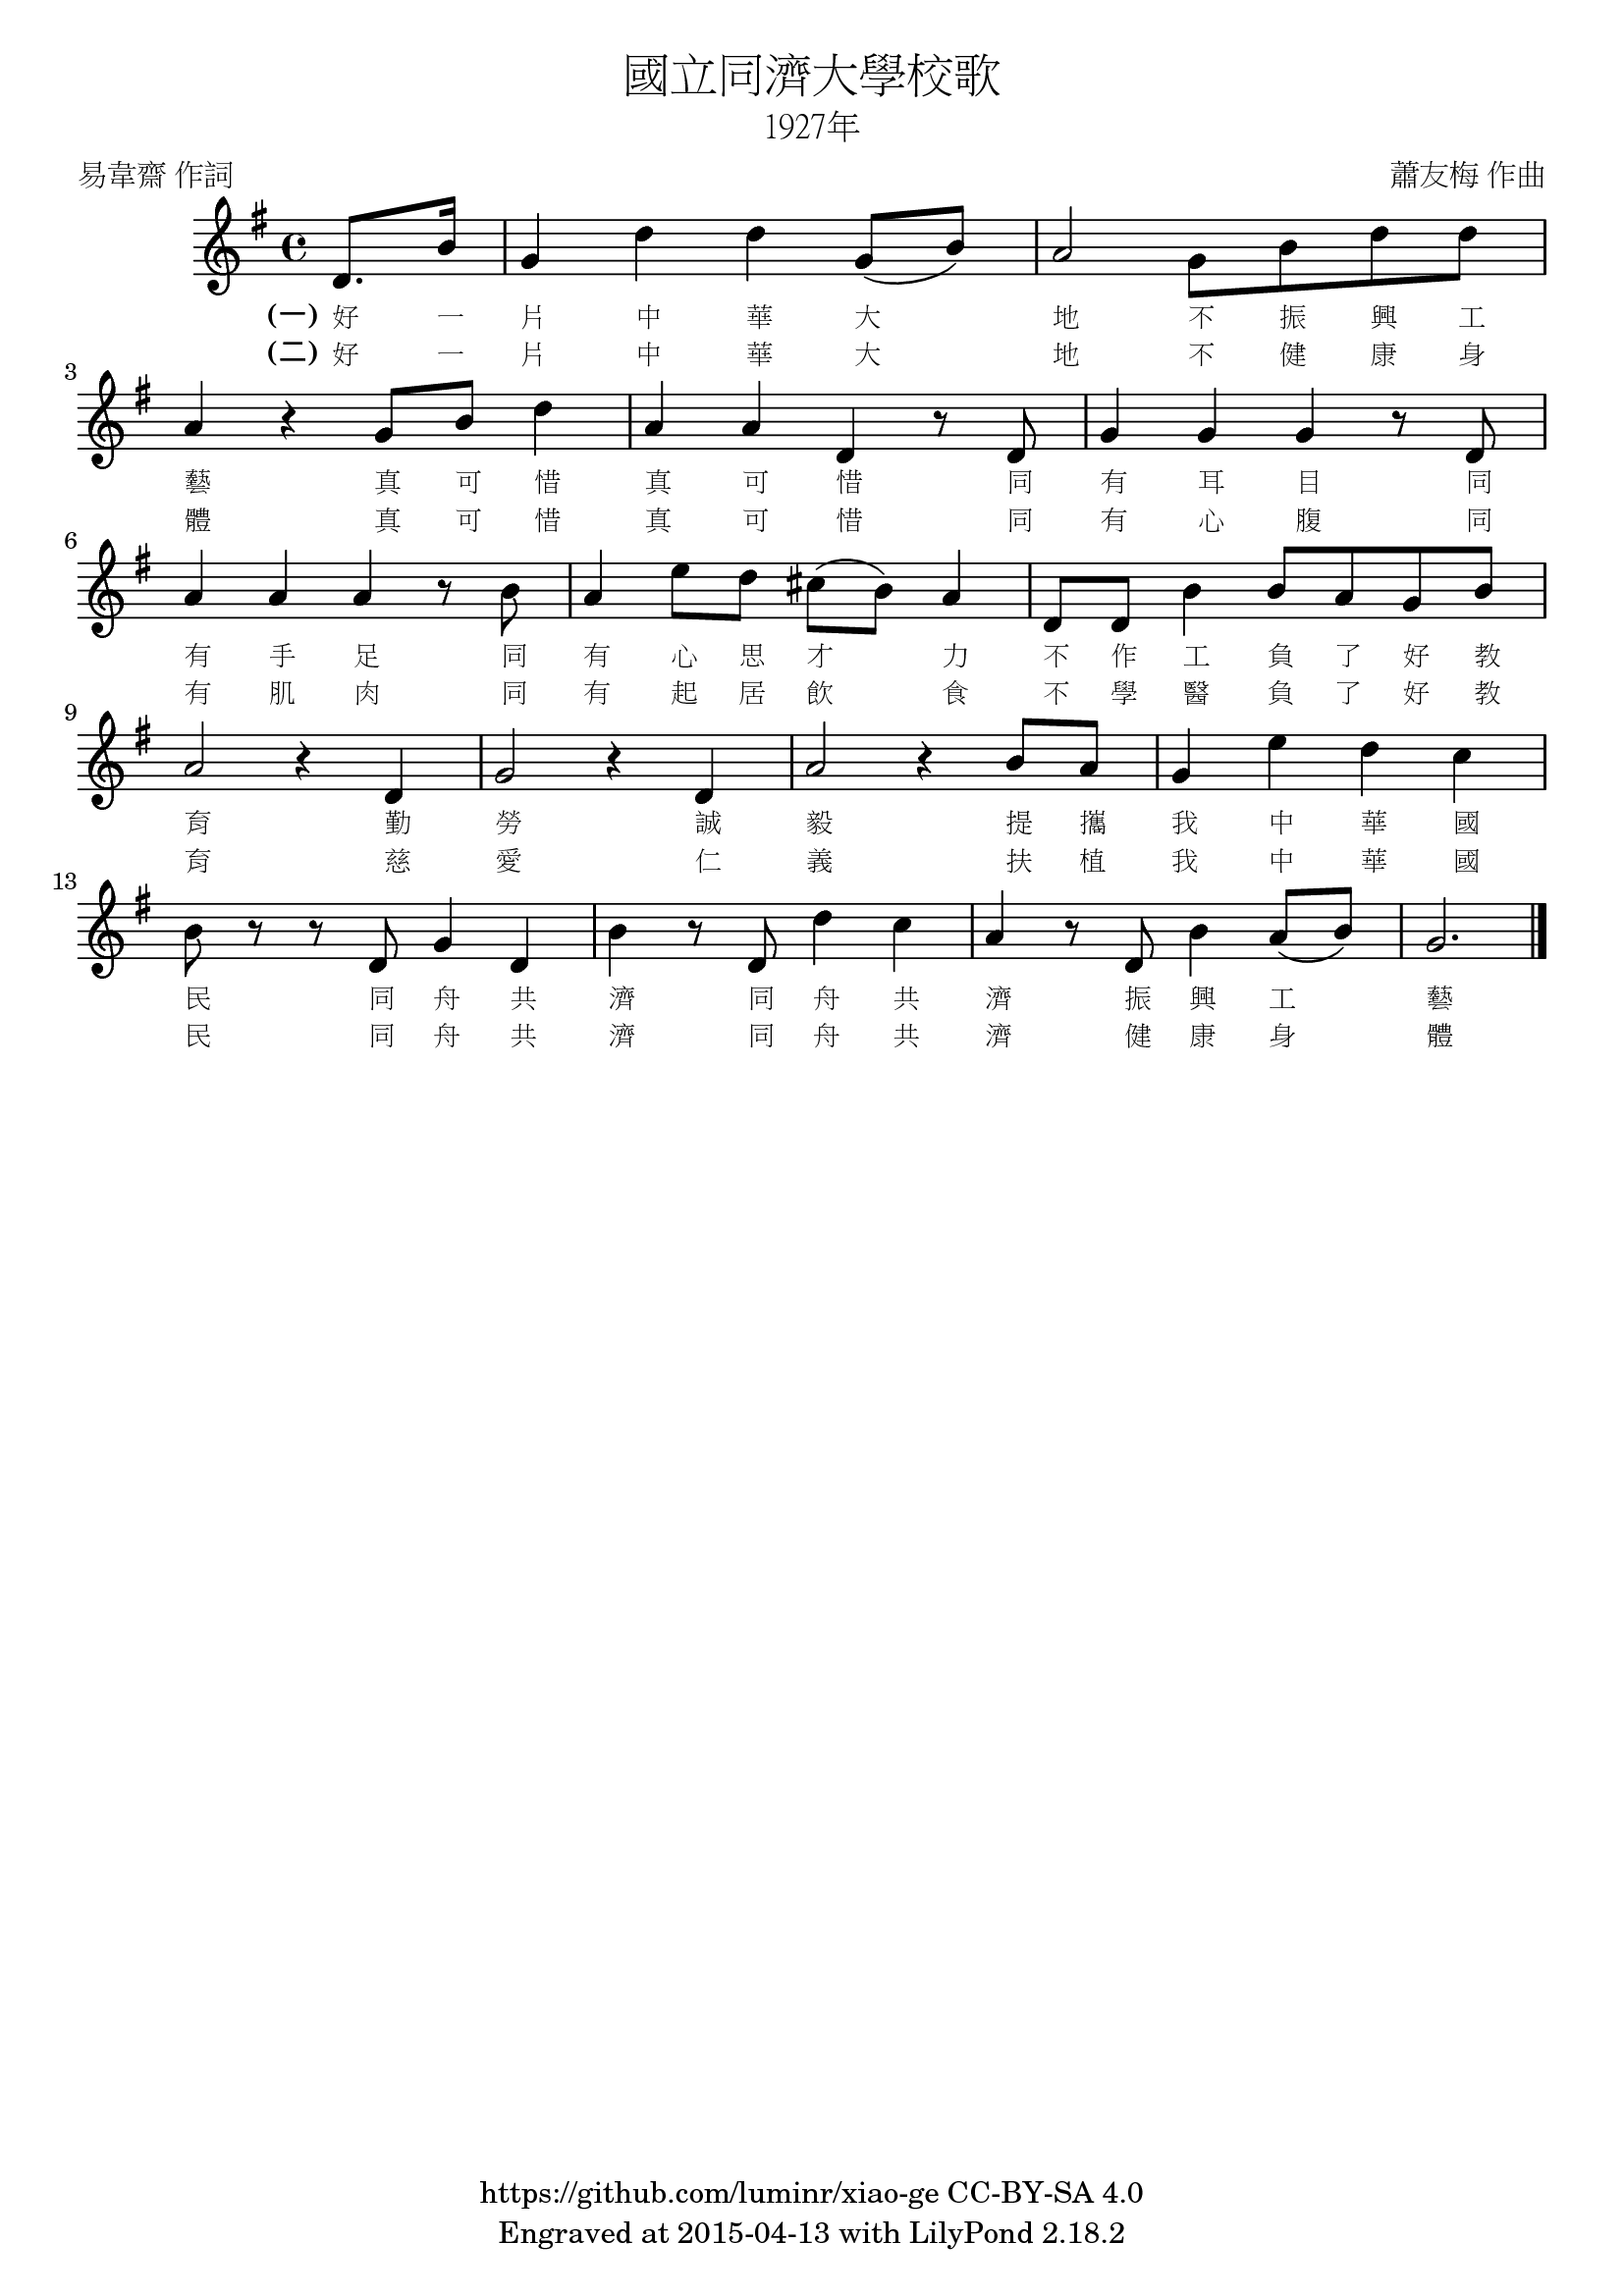 國立同濟大學校歌
1927年
易韋齋 作詞 蕭友梅 作曲
(一) 好 一 片 中 華 大 地 不 振 興 工
(二) 好 一 片 中 華 大 地 不 健 康 身
3
藝 真 可 惜 真 可 惜 同 有 耳 目 同
體 真 可 惜 真 可 惜 同 有 心 腹 同
6
有 手 足 同 有 心 思 才 力 不 作 工 負 了 好 教
有 肌 肉 同 有 起 居 飲 食 不 學 醫 負 了 好 教
9
育 勤 勞 誠 毅 提 攜 我 中 華 國
育 慈 愛 仁 義 扶 植 我 中 華 國
13
民 同 舟 共 濟 同 舟 共 濟 振 興 工 藝
民 同 舟 共 濟 同 舟 共 濟 健 康 身 體
https://github.com/luminr/xiao-ge CC-BY-SA 4.0
Engraved at 2015-04-13 with LilyPond 2.18.2